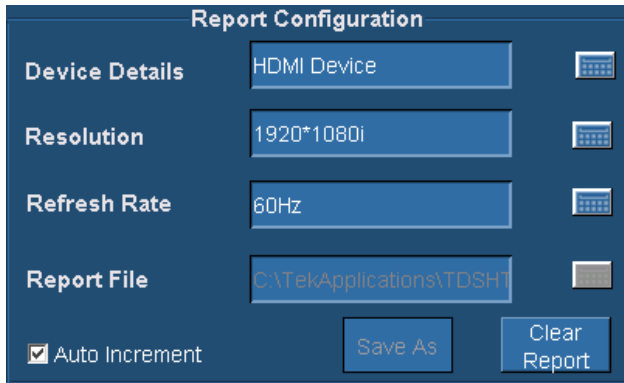 Report Configuration
Device Details
HDMI Device
Resolution
1920*1080i
Refresh Rate
60Hz
Report File
C:\TekApplications\TDSHT
Auto Increment
Save As
Clear
Report